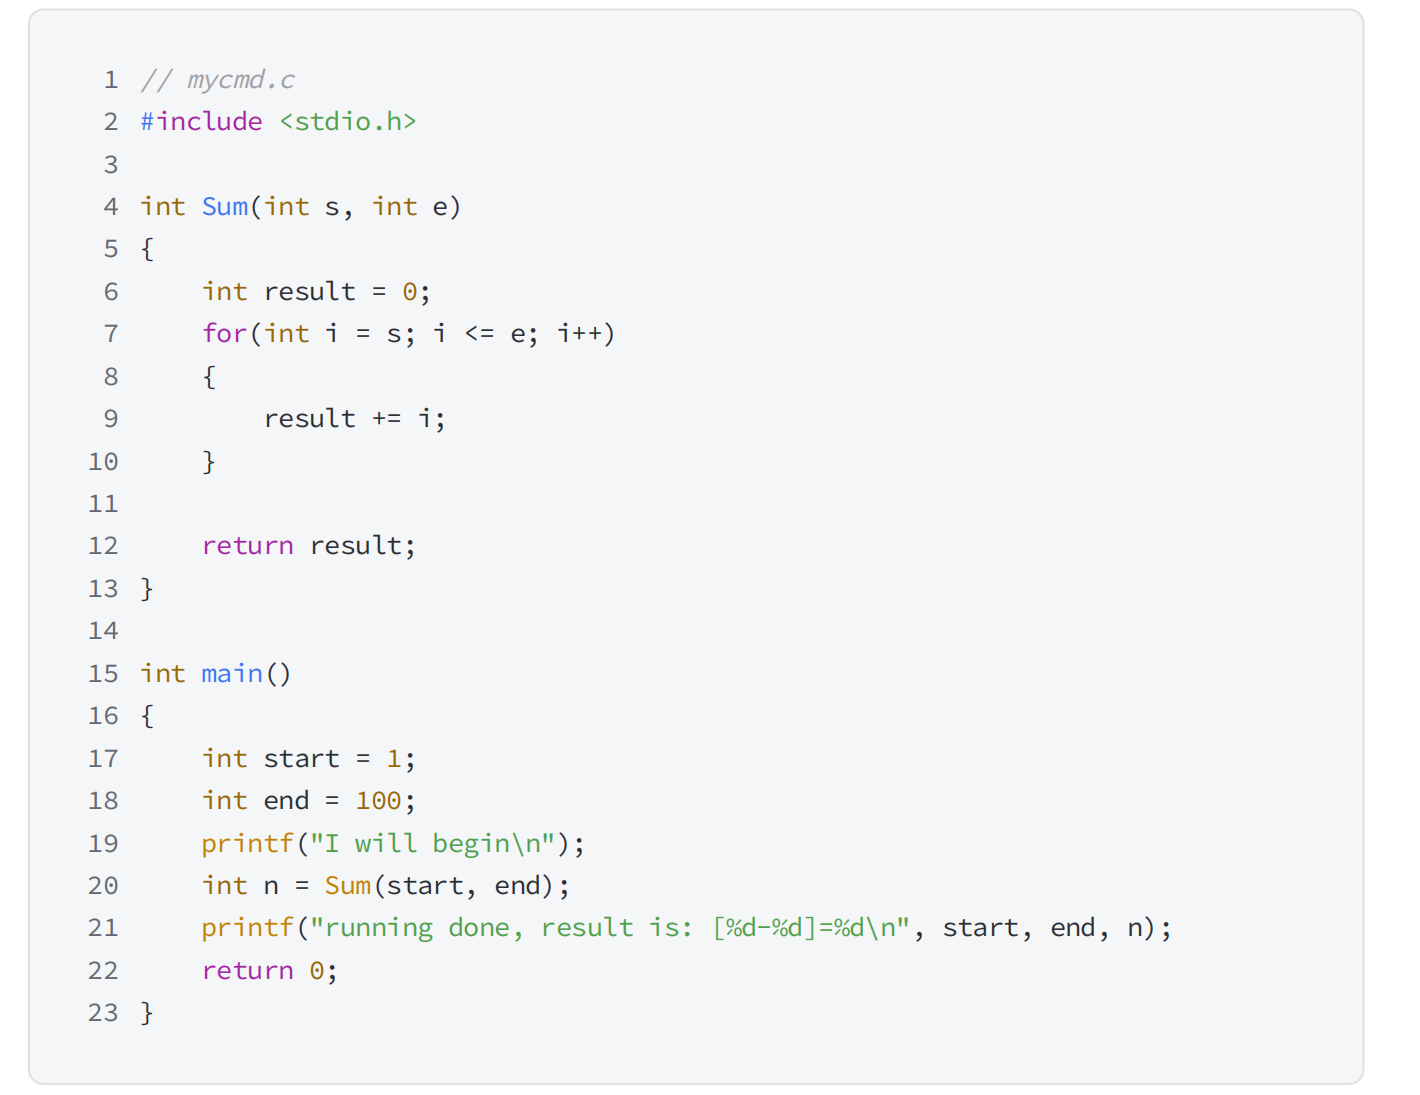 1 // mycmd.c
2 #include <stdio.h>
3
4 int Sum(int s, int e)
5 {
6     int result = 0;
7     for(int i = s; i <= e; i++)
8     {
9         result += i;
10     }
11
12     return result;
13 }
14
15 int main()
16 {
17     int start = 1;
18     int end = 100;
19     printf("I will begin\n");
20     int n = Sum(start, end);
21     printf("running done, result is: [%d-%d]=%d\n", start, end, n);
22     return 0;
23 }